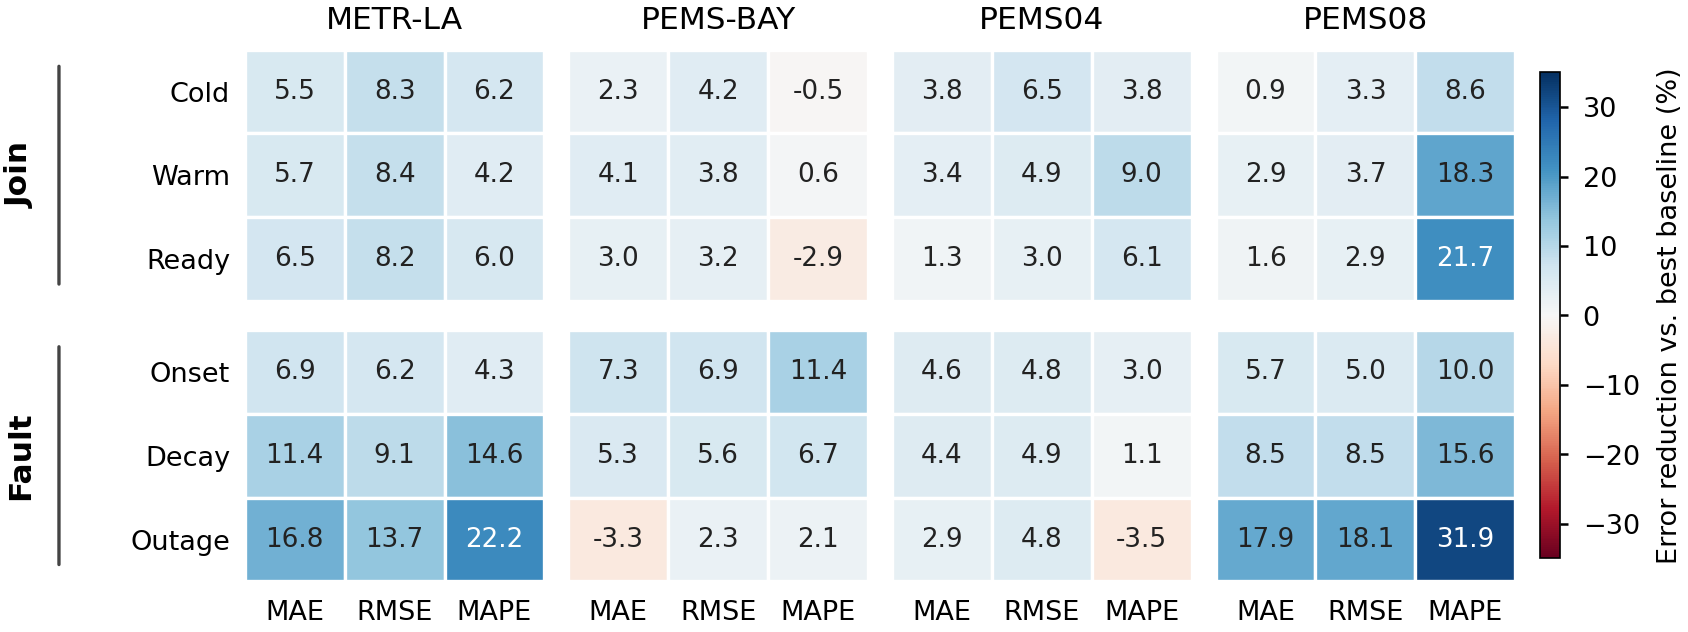 METR-LA PEMS-BAY PEMS04 PEMS08
Join
Cold 5.5 8.3 6.2 2.3 4.2 -0.5 3.8 6.5 3.8 0.9 3.3 8.6
Warm 5.7 8.4 4.2 4.1 3.8 0.6 3.4 4.9 9.0 2.9 3.7 18.3
Ready 6.5 8.2 6.0 3.0 3.2 -2.9 1.3 3.0 6.1 1.6 2.9 21.7
Fault
Onset 6.9 6.2 4.3 7.3 6.9 11.4 4.6 4.8 3.0 5.7 5.0 10.0
Decay 11.4 9.1 14.6 5.3 5.6 6.7 4.4 4.9 1.1 8.5 8.5 15.6
Outage 16.8 13.7 22.2 -3.3 2.3 2.1 2.9 4.8 -3.5 17.9 18.1 31.9
MAE RMSE MAPE MAE RMSE MAPE MAE RMSE MAPE MAE RMSE MAPE
30
20
10
0
−10
−20
−30
Error reduction vs. best baseline (%)